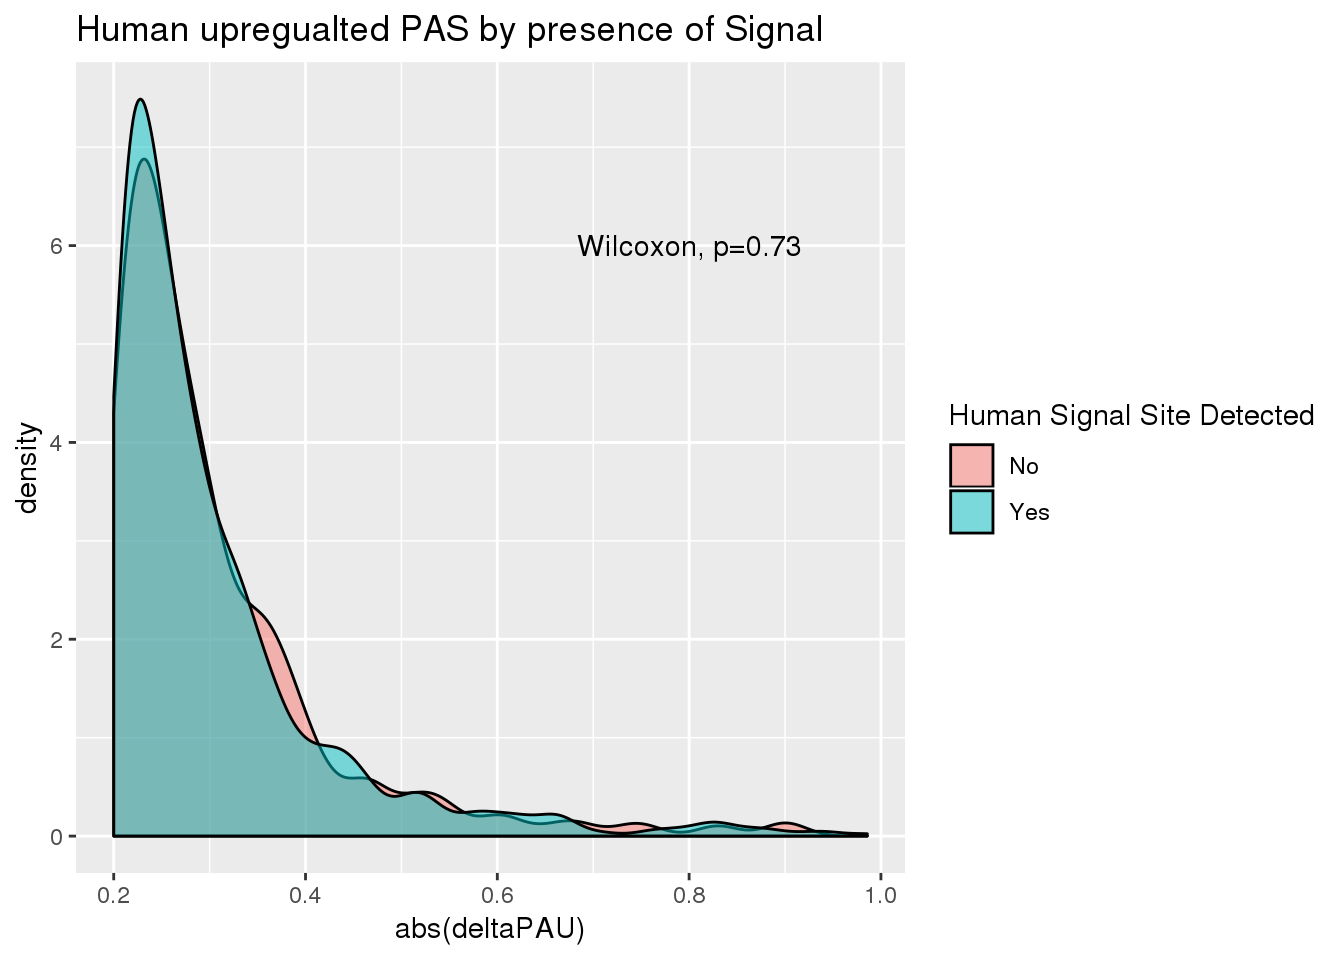 Human upregualted PAS by presence of Signal
Wilcoxon, p=0.73
density
6
4
2
0
0.2
0.4
0.6
0.8
1.0
abs(deltaPAU)
Human Signal Site Detected
No
Yes